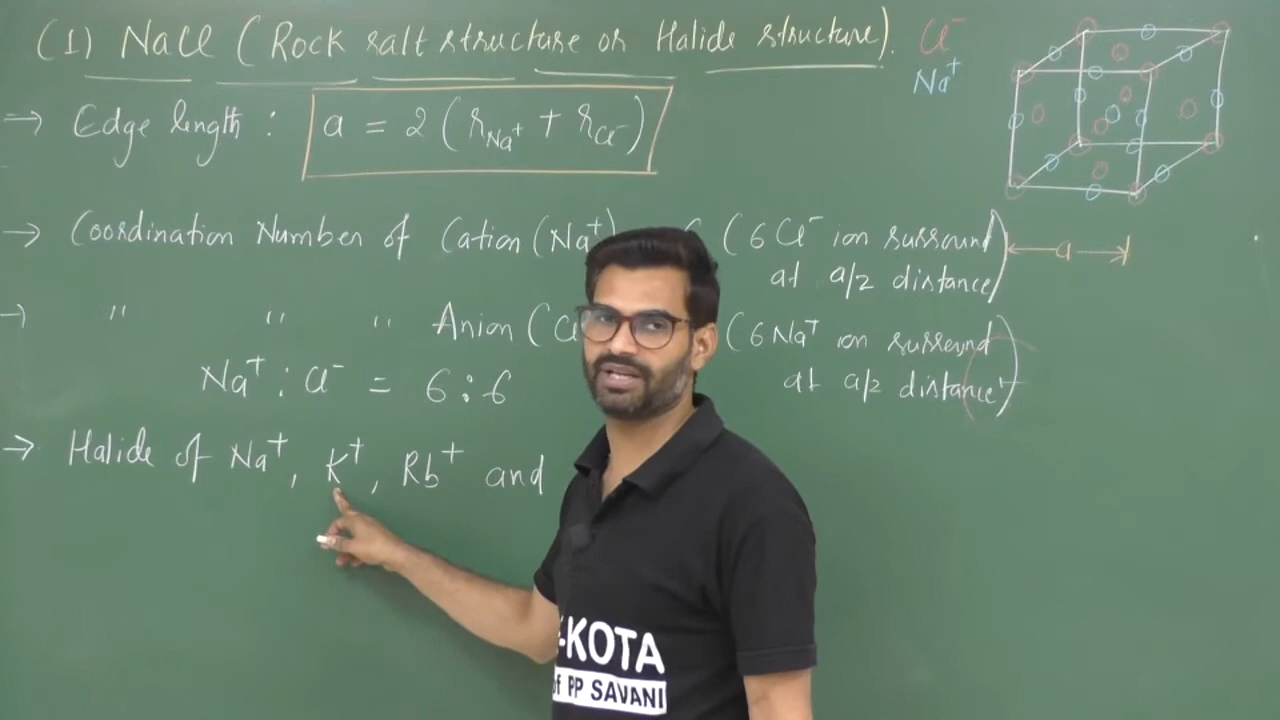 (1) NaCl (Rock salt structure or Halide structure).
Cl⁻
Na⁺
→ Edge length : a = 2 (r_Na⁺ + r_Cl⁻)
→ Coordination Number of Cation (Na⁺) (6 Cl⁻ ion surround
at a/2 distance)
a
→ " " " Anion (Cl (6 Na⁺ ion surround
at a/2 distance)
Na⁺ : Cl⁻ = 6 : 6
→ Halide of Na⁺, K⁺, Rb⁺ and
-KOTA
of PP SAVANI